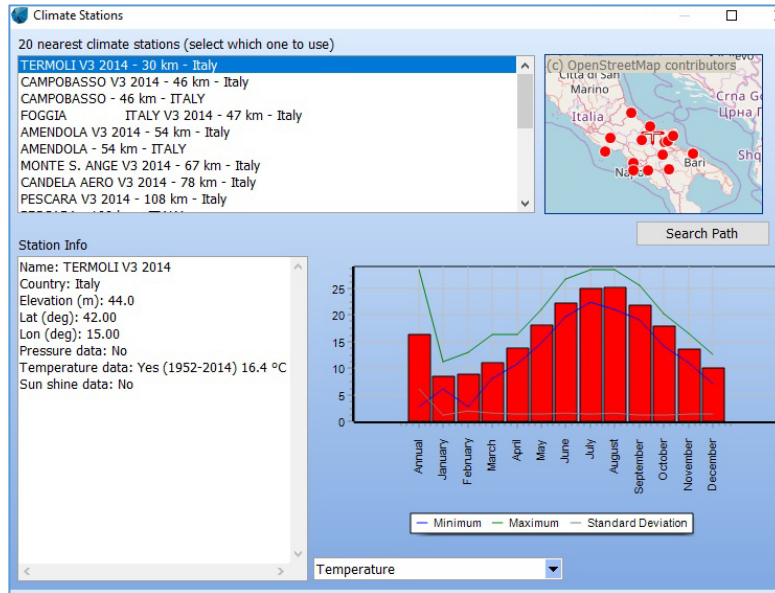 Climate Stations
20 nearest climate stations (select which one to use)
TERMOLI V3 2014 - 30 km - Italy
CAMPOBASSO V3 2014 - 46 km - Italy
CAMPOBASSO - 46 km - ITALY
FOGGIA ITALY V3 2014 - 47 km - Italy
AMENDOLA V3 2014 - 54 km - Italy
AMENDOLA - 54 km - ITALY
MONTE S. ANGE V3 2014 - 67 km - Italy
CANDELA AERO V3 2014 - 78 km - Italy
PESCARA V3 2014 - 108 km - Italy
(c) OpenStreetMap contributors
Città di San
Marino
Italia
Crna
Црна
Bari
Search Path
Station Info
Name: TERMOLI V3 2014
Country: Italy
Elevation (m): 44.0
Lat (deg): 42.00
Lon (deg): 15.00
Pressure data: No
Temperature data: Yes (1952-2014) 16.4 ºC
Sun shine data: No
25
20
15
10
5
0
Annual
January
February
March
April
May
June
July
August
September
October
November
December
Minimum
Maximum
Standard Deviation
Temperature